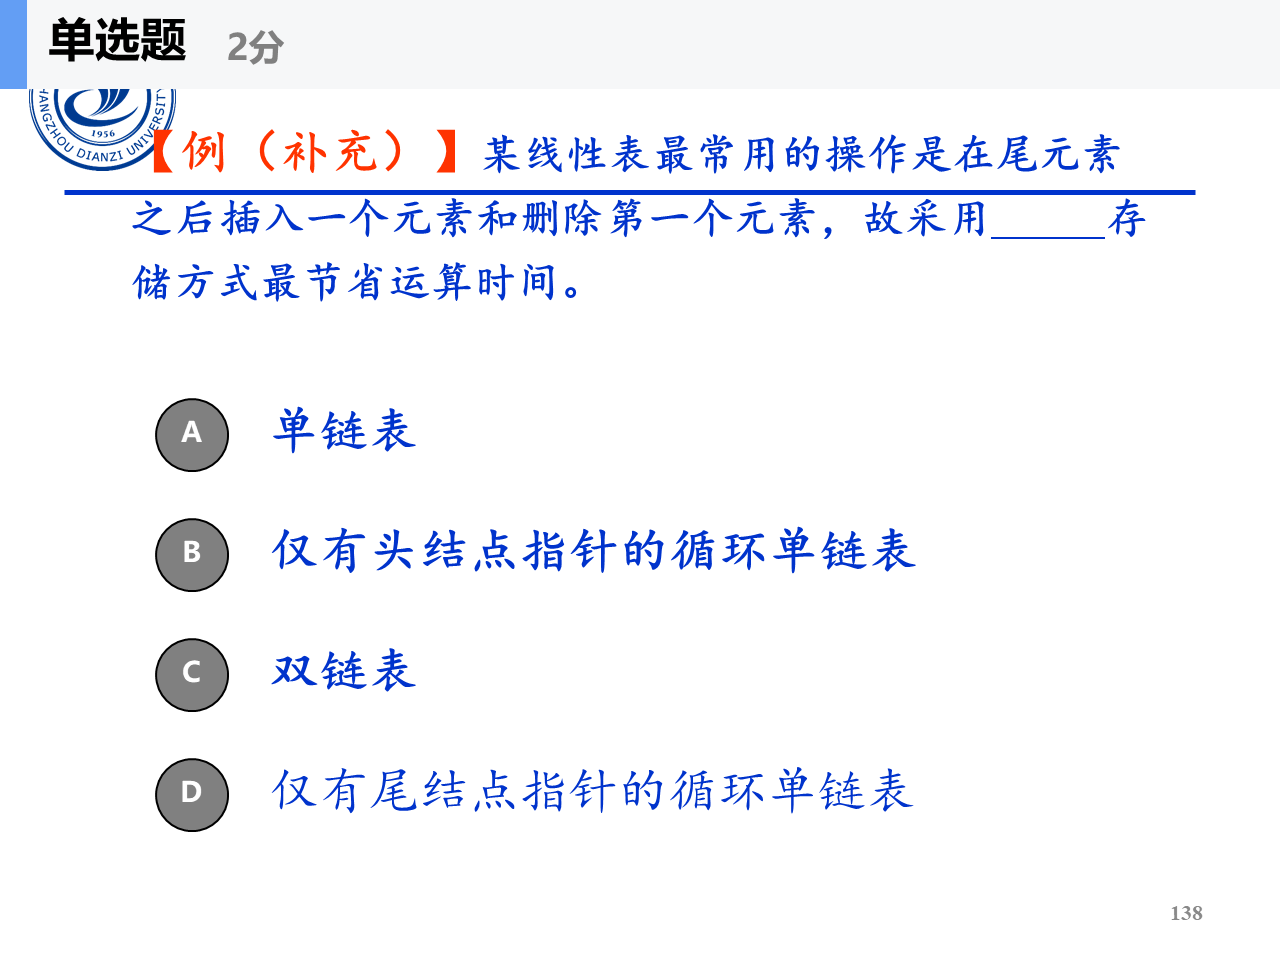 单选题 2分
HANGZHOU DIANZI UNIVERSITY
1956
【例（补充）】某线性表最常用的操作是在尾元素
之后插入一个元素和删除第一个元素，故采用______存
储方式最节省运算时间。
A 单链表
B 仅有头结点指针的循环单链表
C 双链表
D 仅有尾结点指针的循环单链表
138